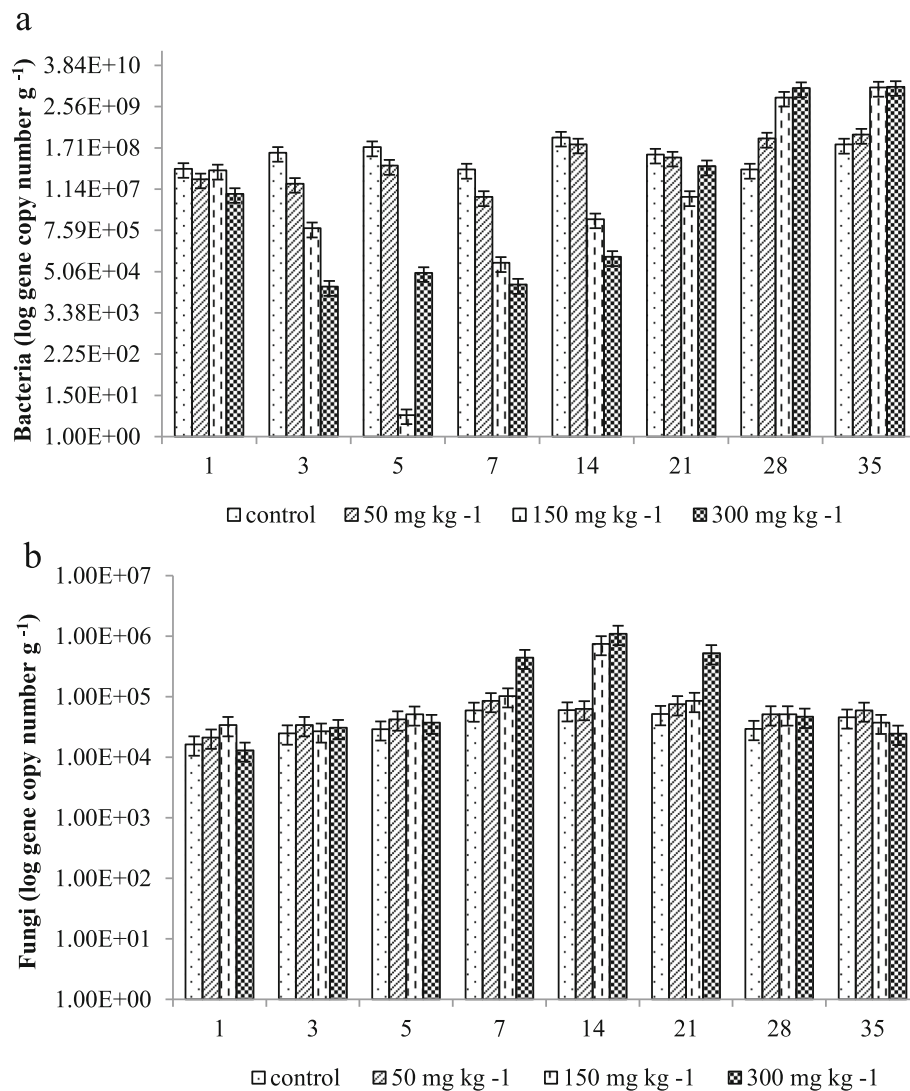 a
Bacteria (log gene copy number g -1)
3.84E+10
2.56E+09
1.71E+08
1.14E+07
7.59E+05
5.06E+04
3.38E+03
2.25E+02
1.50E+01
1.00E+00
1 3 5 7 14 21 28 35
control 50 mg kg -1 150 mg kg -1 300 mg kg -1
b
Fungi (log gene copy number g -1)
1.00E+07
1.00E+06
1.00E+05
1.00E+04
1.00E+03
1.00E+02
1.00E+01
1.00E+00
1 3 5 7 14 21 28 35
control 50 mg kg -1 150 mg kg -1 300 mg kg -1